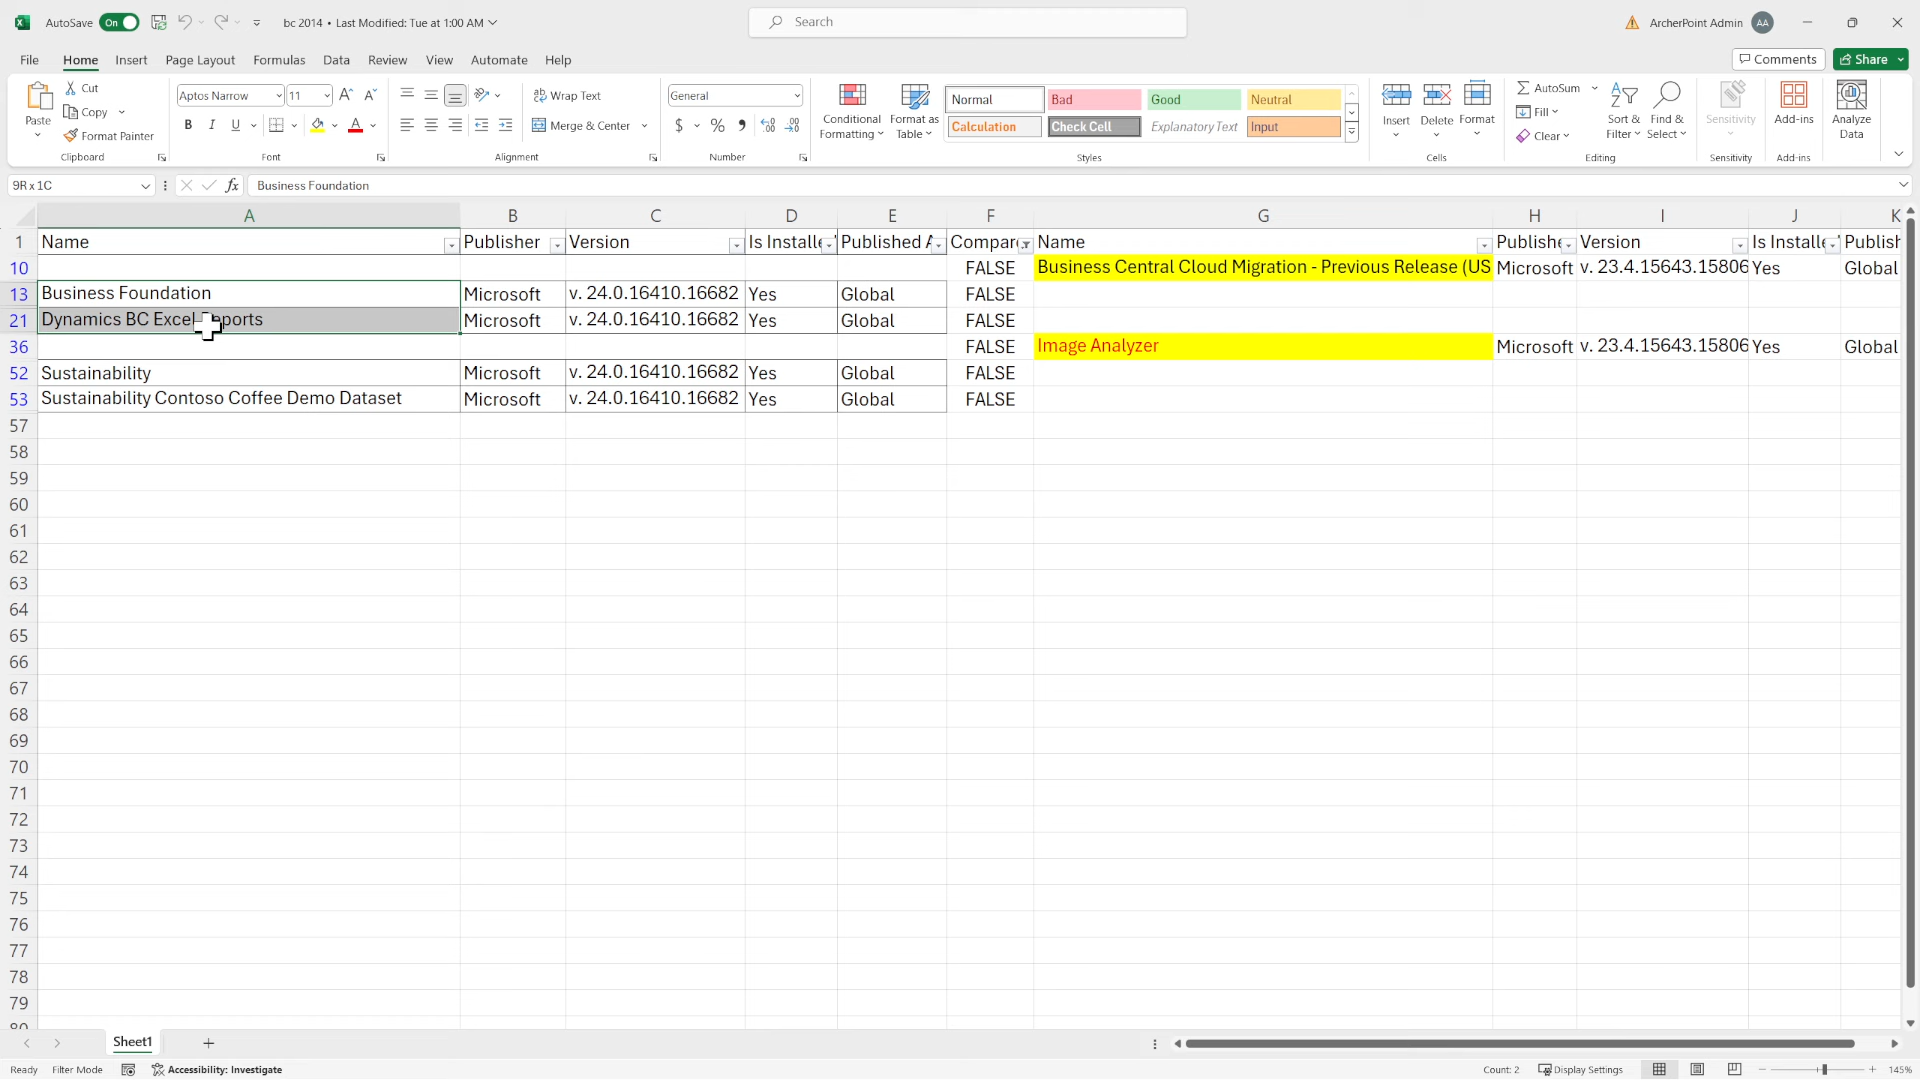 AutoSave On bc 2014 • Last Modified: Tue at 1:00 AM Search ArcherPoint Admin AA
File Home Insert Page Layout Formulas Data Review View Automate Help Comments Share
Paste Cut Copy Format Painter Clipboard
Aptos Narrow 11 B I U A Font
Wrap Text Merge & Center Alignment
General $ % Number
Conditional Formatting Format as Table
Normal Bad Good Neutral
Calculation Check Cell Explanatory Text Input
Styles
Insert Delete Format Cells
AutoSum Fill Clear Sort & Filter Find & Select Editing
Sensitivity Sensitivity
Add-ins Add-ins
Analyze Data
9R x 1C fx Business Foundation
A B C D E F G H I J K
1 Name Publisher Version Is Installe Published A Compar Name Publishe Version Is Installe Publish
10 FALSE Business Central Cloud Migration - Previous Release (US Microsoft v. 23.4.15643.15806 Yes Global
13 Business Foundation Microsoft v. 24.0.16410.16682 Yes Global FALSE
21 Dynamics BC Excel Reports Microsoft v. 24.0.16410.16682 Yes Global FALSE
36 FALSE Image Analyzer Microsoft v. 23.4.15643.15806 Yes Global
52 Sustainability Microsoft v. 24.0.16410.16682 Yes Global FALSE
53 Sustainability Contoso Coffee Demo Dataset Microsoft v. 24.0.16410.16682 Yes Global FALSE
57
58
59
60
61
62
63
64
65
66
67
68
69
70
71
72
73
74
75
76
77
78
79
80
Sheet1
Ready Filter Mode Accessibility: Investigate Count: 2 Display Settings 145%